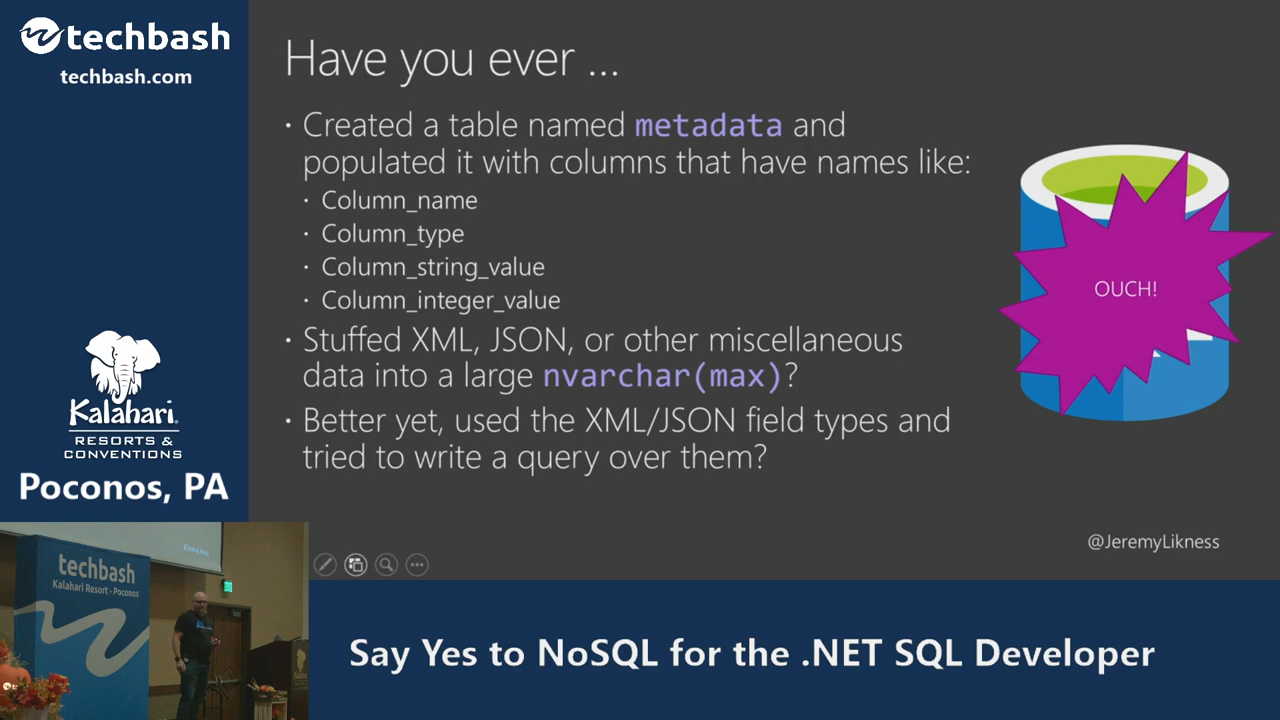 techbash
techbash.com
Kalahari
RESORTS &
CONVENTIONS
Poconos, PA
Have you ever ...
• Created a table named metadata and
populated it with columns that have names like:
• Column_name
• Column_type
• Column_string_value
• Column_integer_value
• Stuffed XML, JSON, or other miscellaneous
data into a large nvarchar(max)?
• Better yet, used the XML/JSON field types and
tried to write a query over them?
OUCH!
@JeremyLikness
techbash
Kalahari Resort - Poconos
Say Yes to NoSQL for the .NET SQL Developer